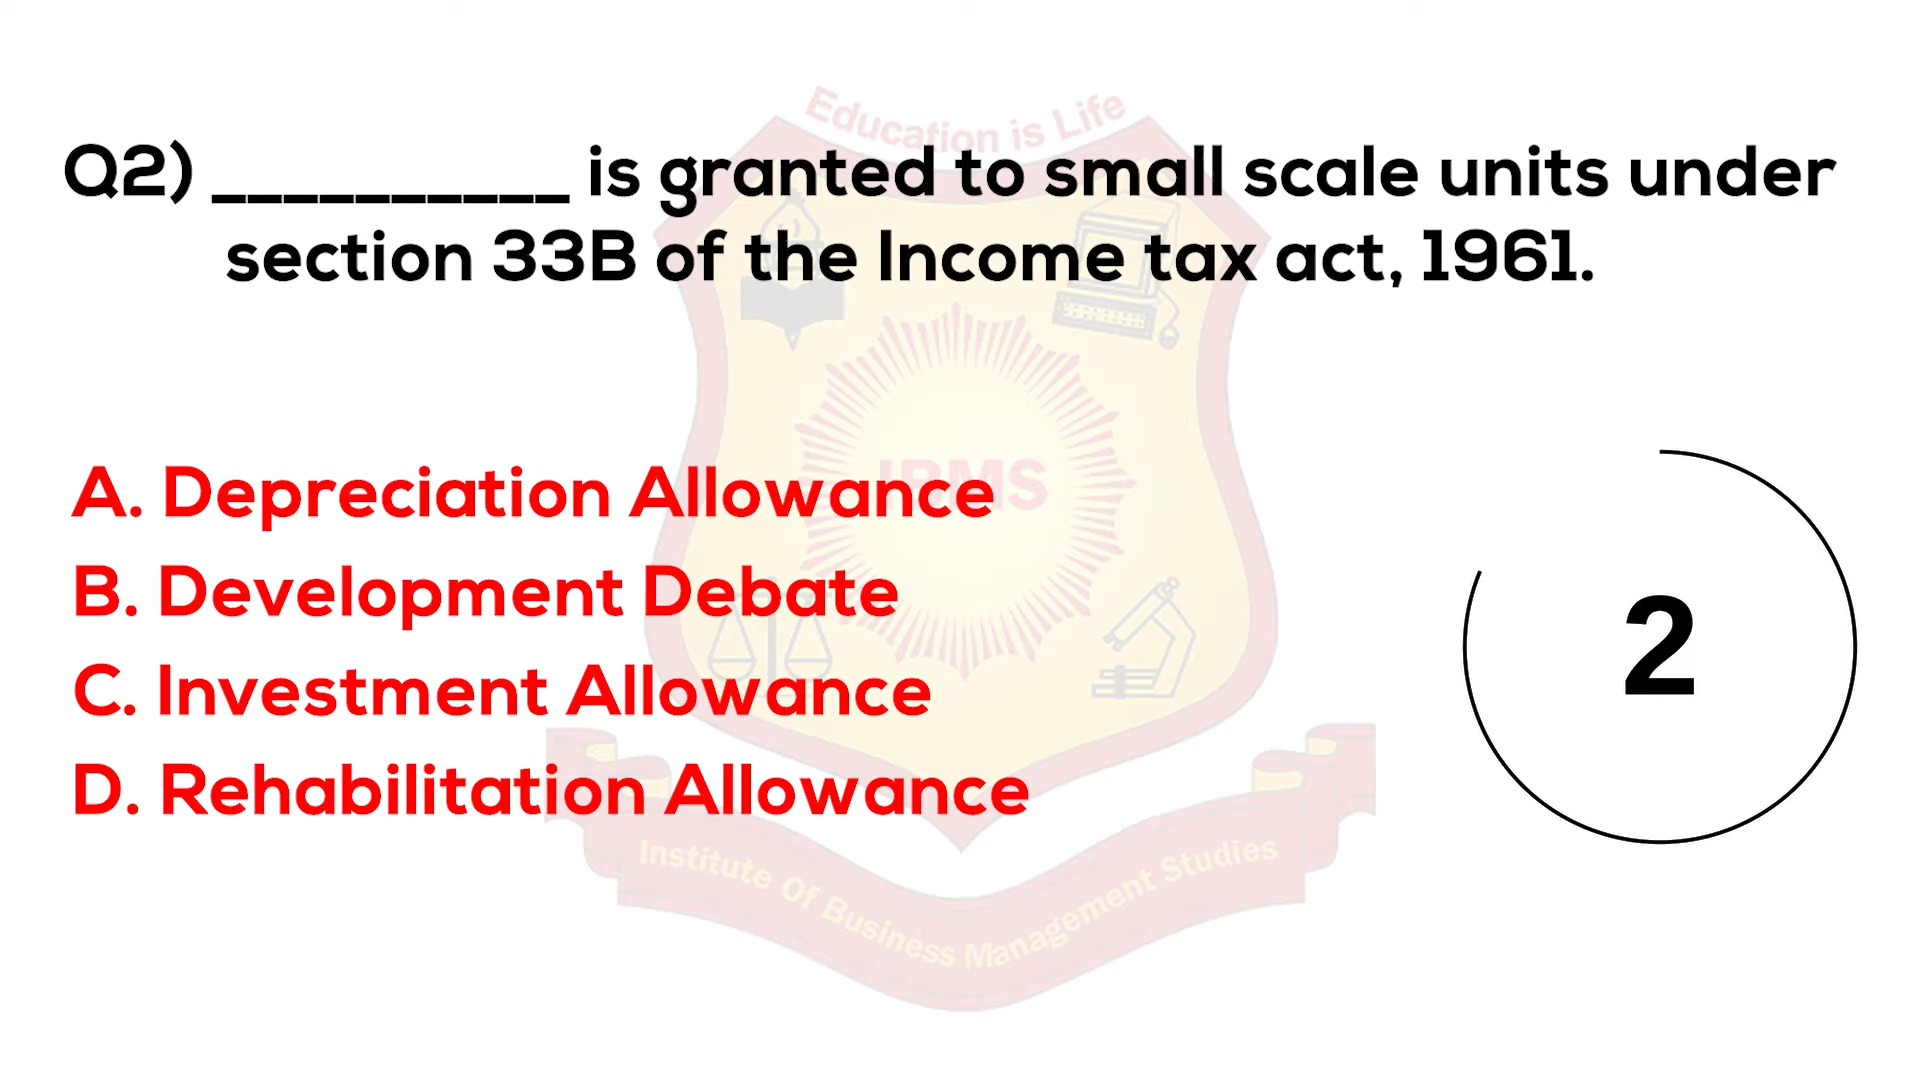 Education is Life
Q2) __________ is granted to small scale units under
section 33B of the Income tax act, 1961.
IBMS
A. Depreciation Allowance
B. Development Debate
C. Investment Allowance
D. Rehabilitation Allowance
2
Institute Of Business Management Studies